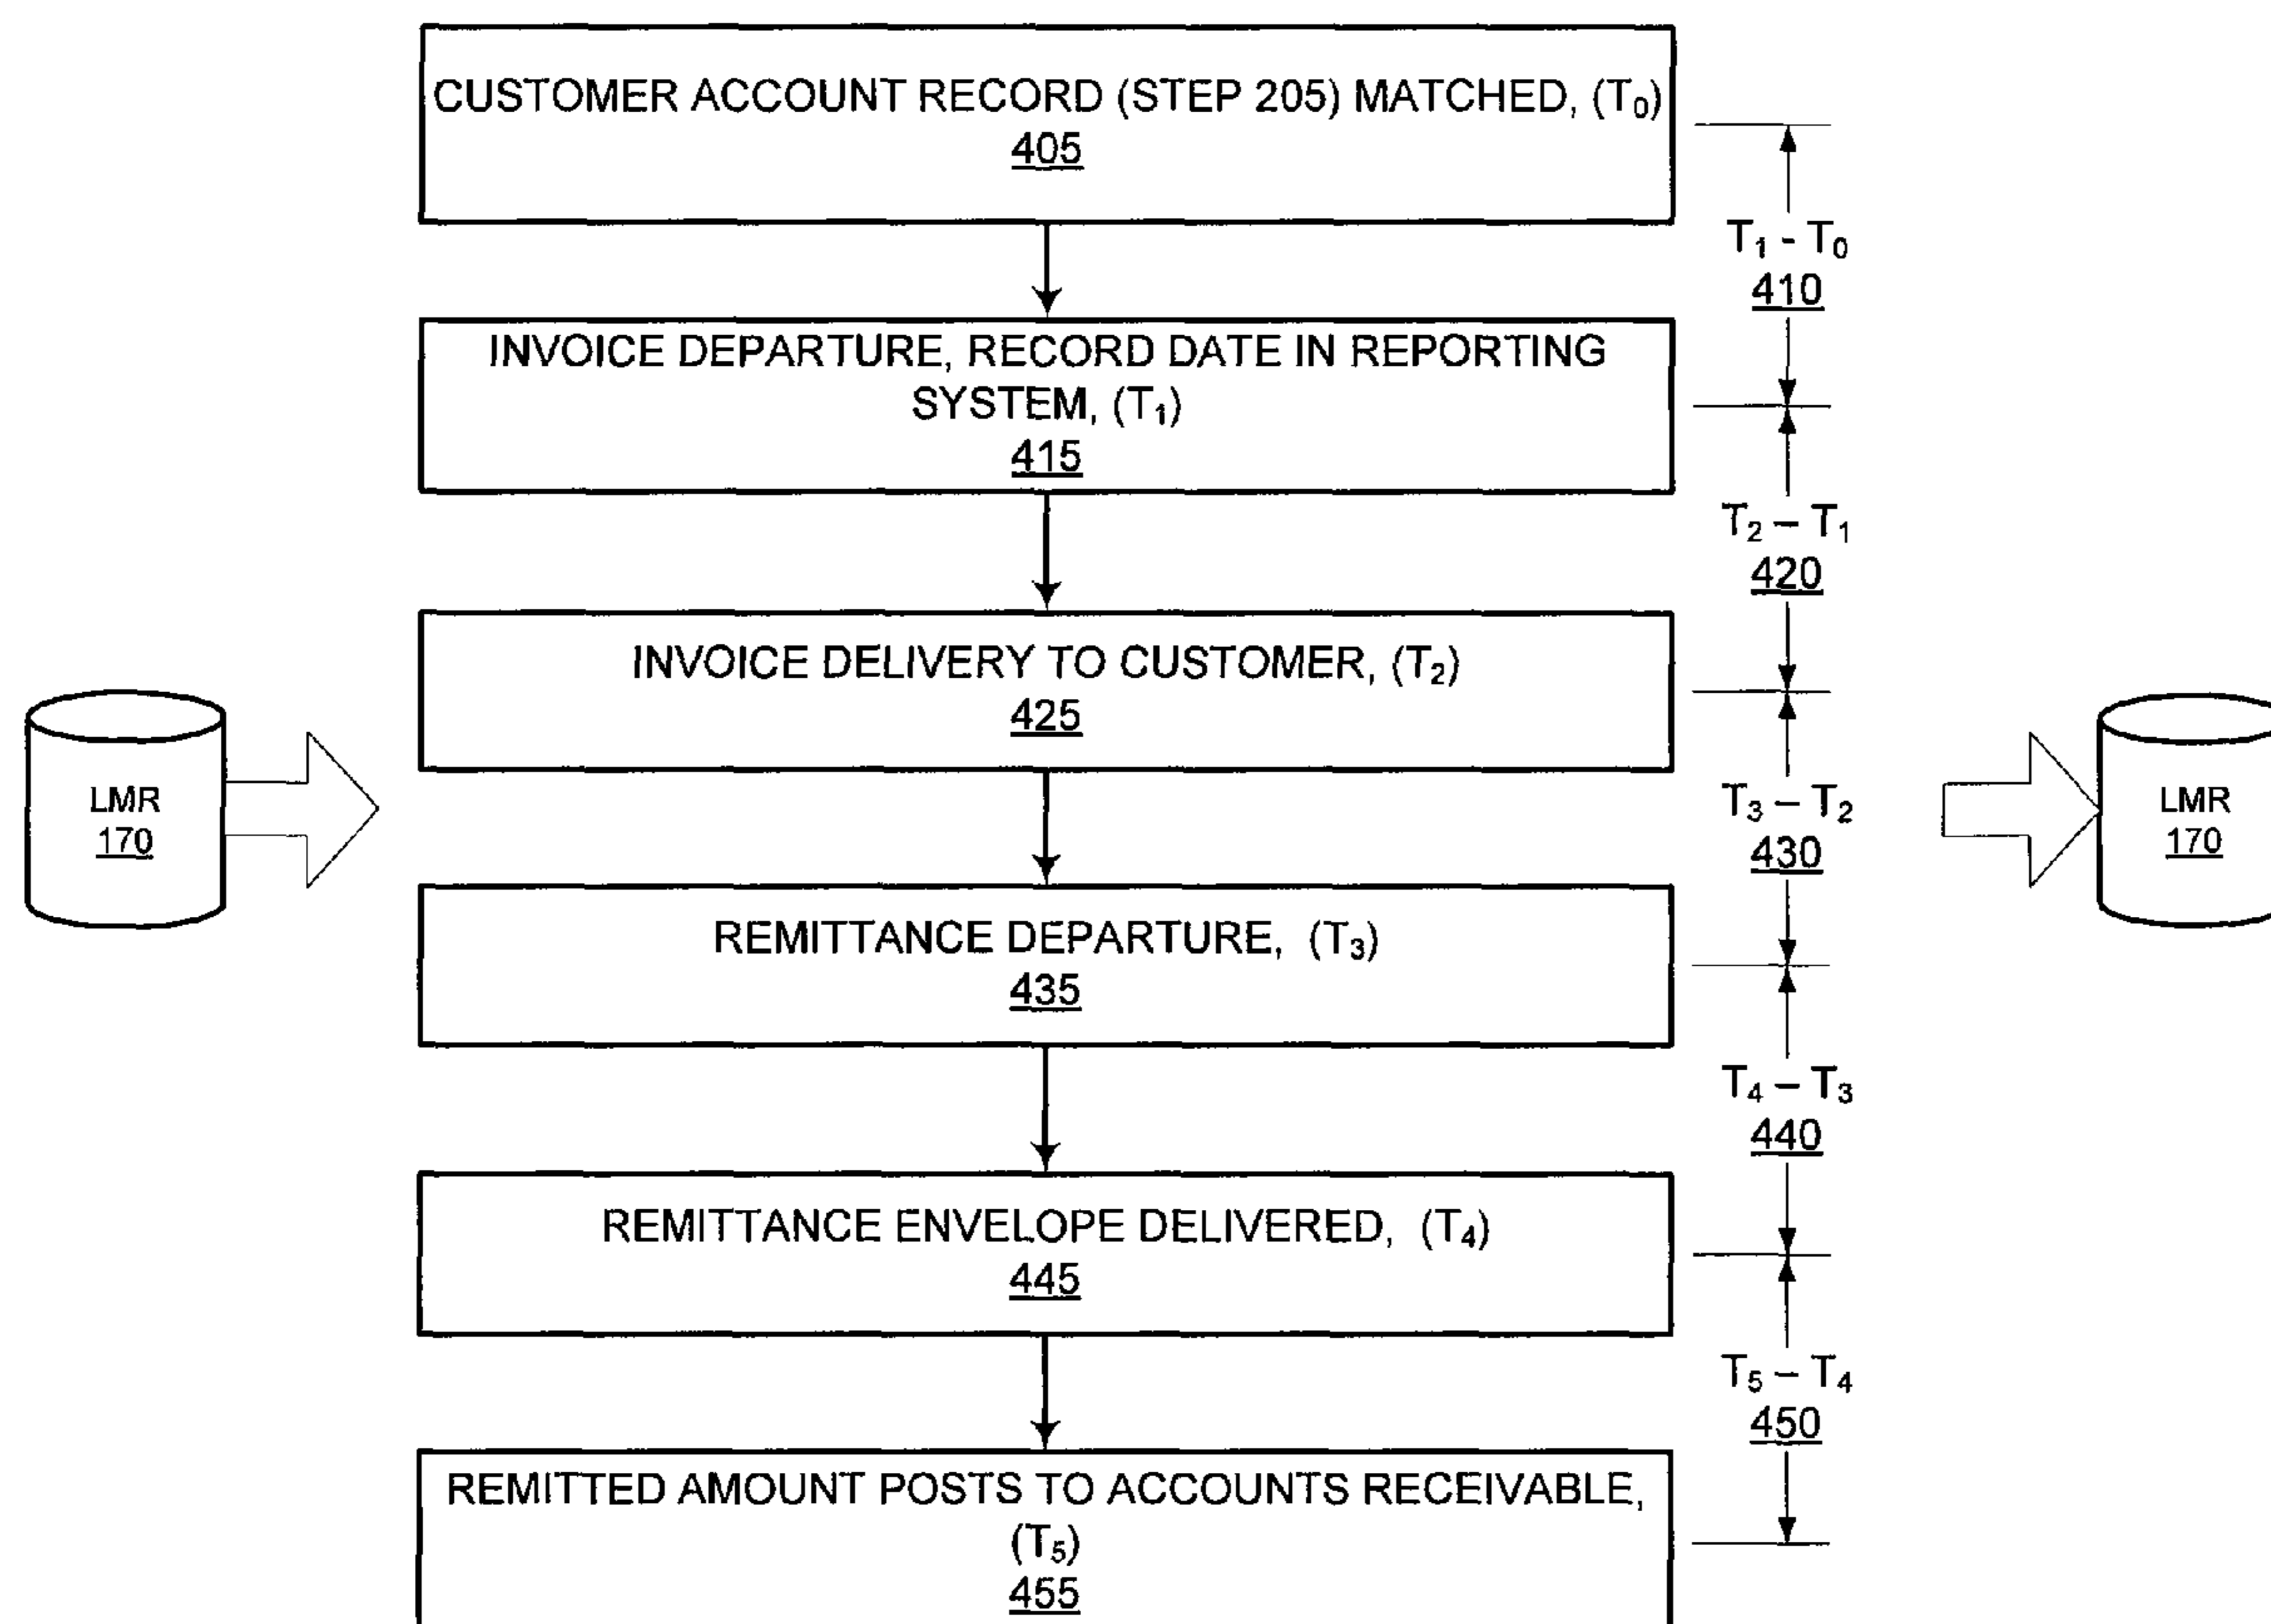 CUSTOMER ACCOUNT RECORD (STEP 205) MATCHED, (T₀)
405
T₁ - T₀
410
INVOICE DEPARTURE, RECORD DATE IN REPORTING
SYSTEM, (T₁)
415
T₂ – T₁
420
INVOICE DELIVERY TO CUSTOMER, (T₂)
425
LMR
170
T₃ – T₂
430
LMR
170
REMITTANCE DEPARTURE, (T₃)
435
T₄ – T₃
440
REMITTANCE ENVELOPE DELIVERED, (T₄)
445
T₅ – T₄
450
REMITTED AMOUNT POSTS TO ACCOUNTS RECEIVABLE,
(T₅)
455